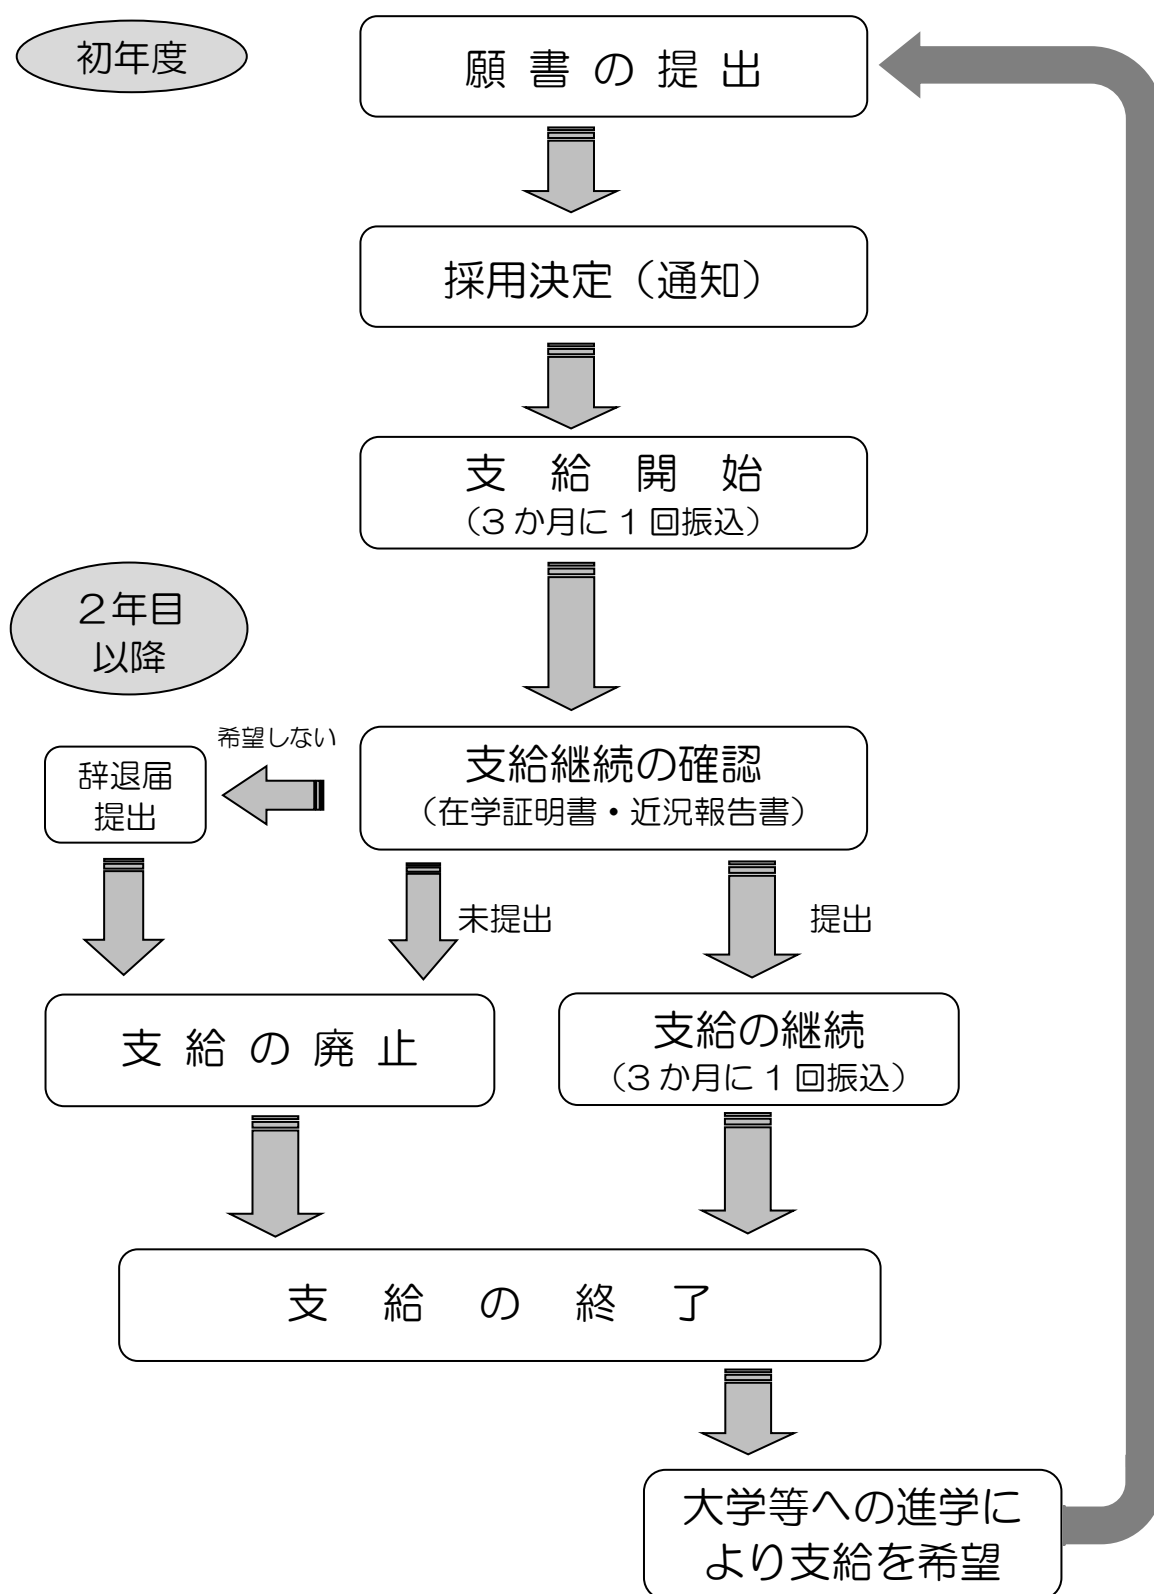 初年度
願書の提出
採用決定（通知）
支給開始
（３か月に１回振込）
２年目
以降
希望しない
辞退届
提出
支給継続の確認
（在学証明書・近況報告書）
未提出
提出
支給の廃止
支給の継続
（３か月に１回振込）
支給の終了
大学等への進学に
より支給を希望